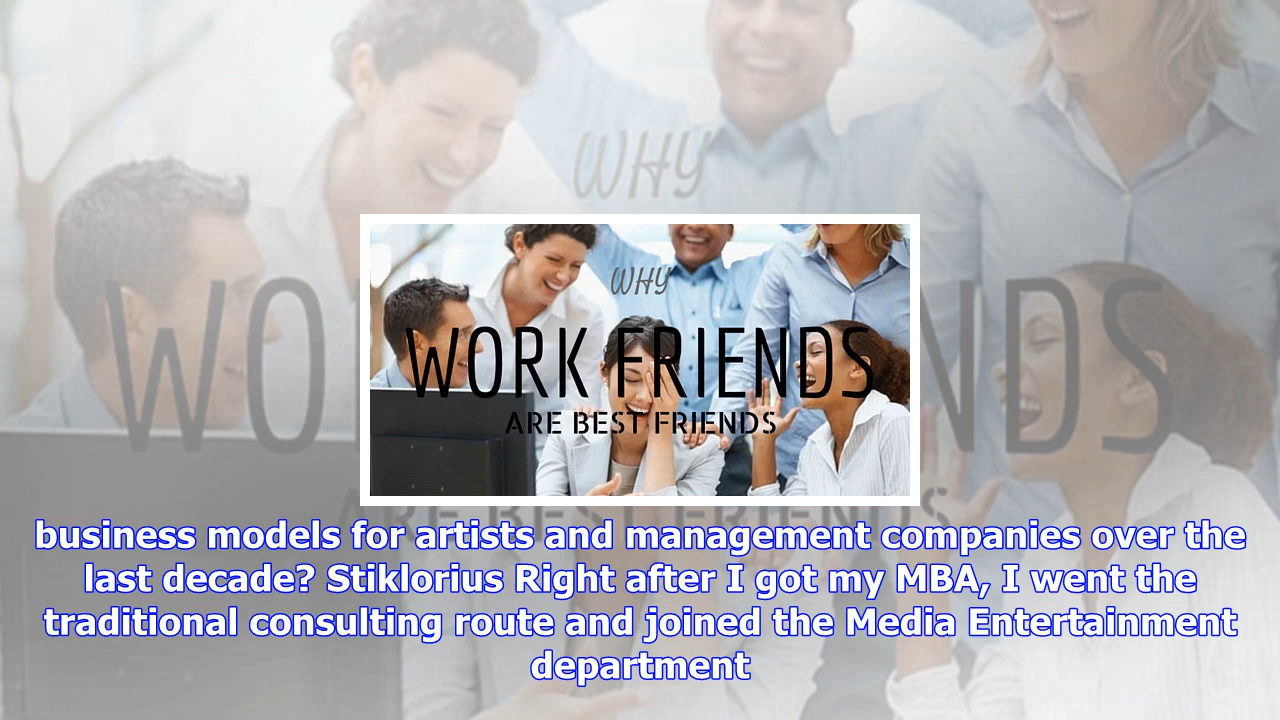 WHY
WORK FRIENDS
ARE BEST FRIENDS
business models for artists and management companies over the
last decade? Stiklorius Right after I got my MBA, I went the
traditional consulting route and joined the Media Entertainment
department